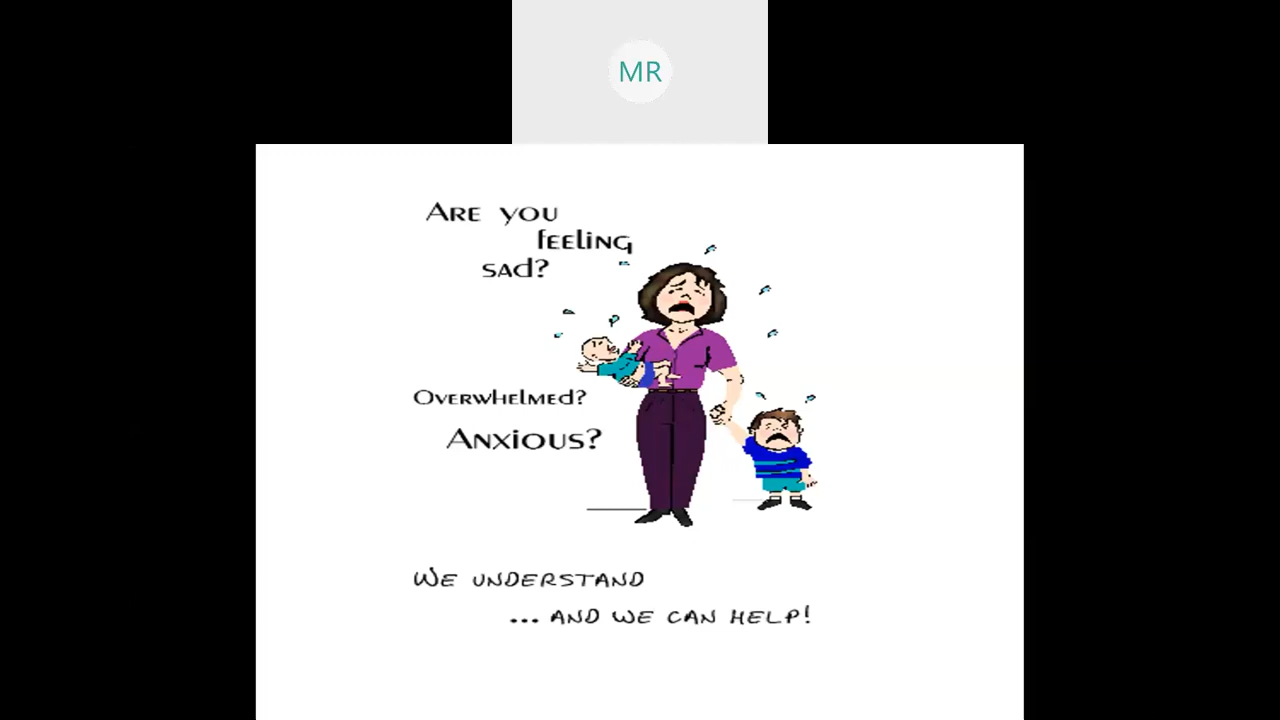 MR
Are you
feeling
sad?
Overwhelmed?
Anxious?
WE UNDERSTAND
... AND WE CAN HELP!